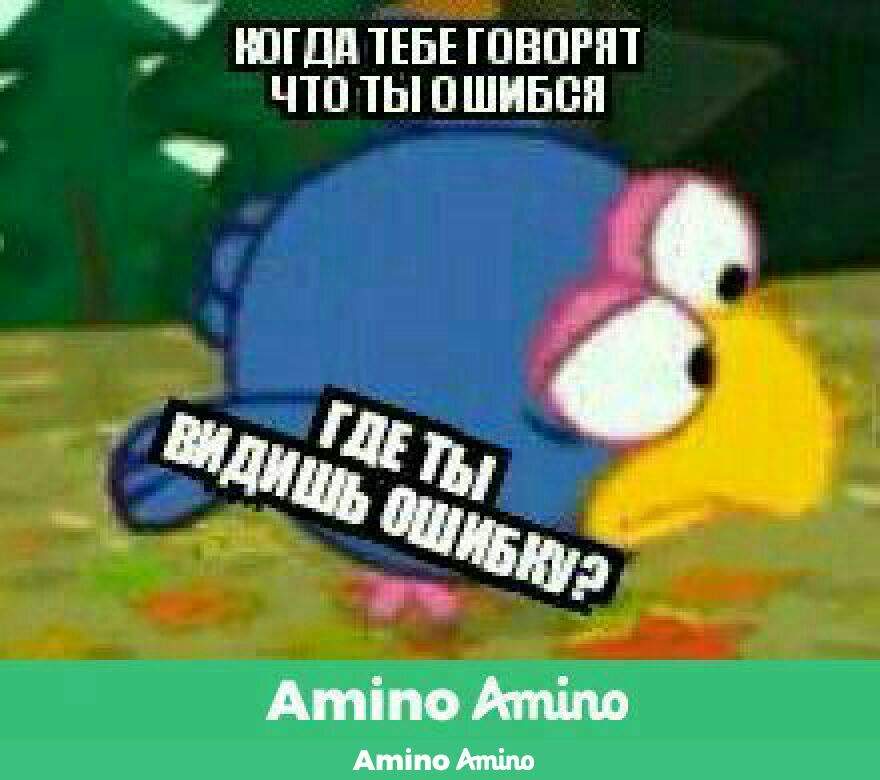 КОГДА ТЕБЕ ГОВОРЯТ
ЧТО ТЫ ОШИБСЯ
ГДЕ ТЫ
ВИДИШЬ ОШИБКУ?
Amino Amino
Amino Amino